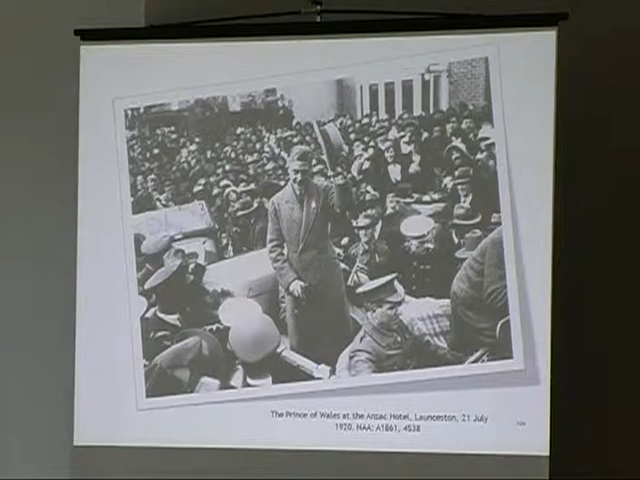 The Prince of Wales at the Anzac Hotel, Launceston, 21 July
1920. NAA: A1861, 4538